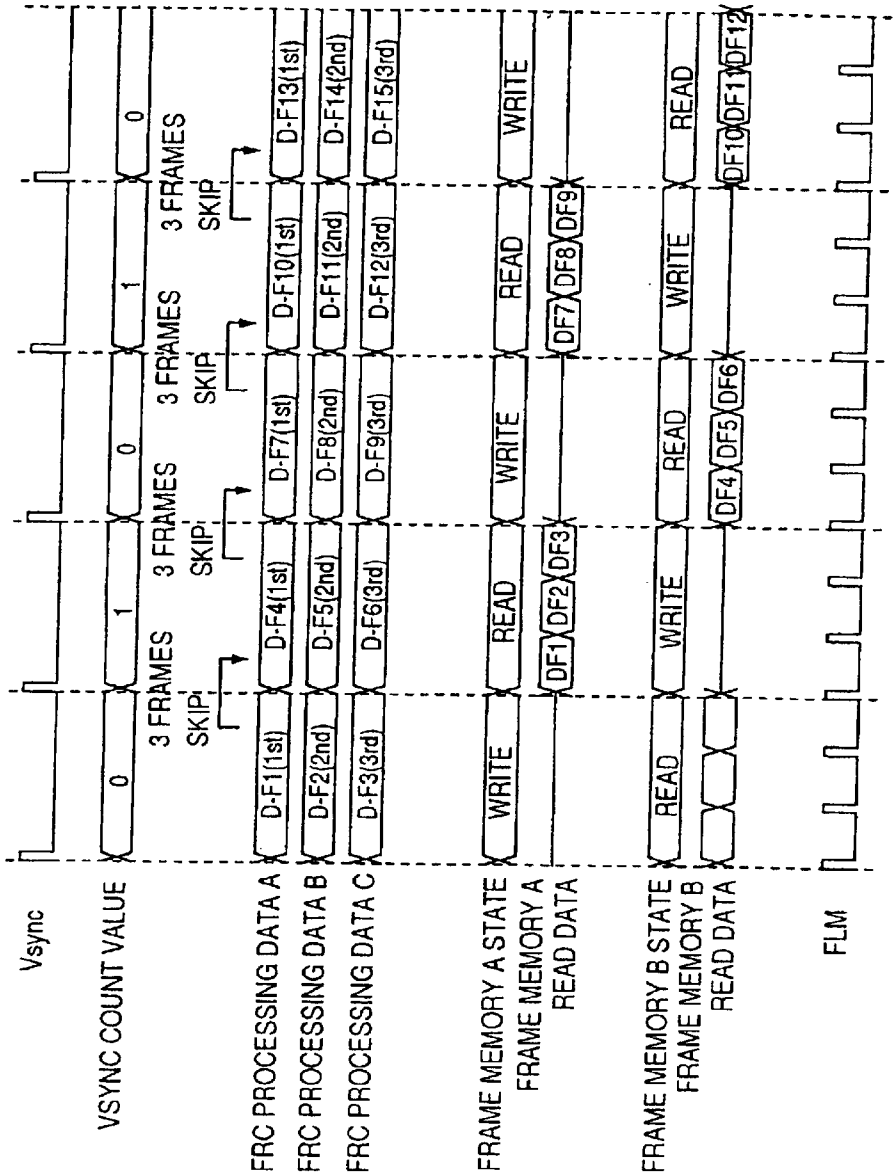 Vsync
VSYNC COUNT VALUE
0 1 0 1 0
3 FRAMES 3 FRAMES 3 FRAMES 3 FRAMES
SKIP SKIP SKIP SKIP
FRC PROCESSING DATA A D-F1(1st) D-F4(1st) D-F7(1st) D-F10(1st) D-F13(1st)
FRC PROCESSING DATA B D-F2(2nd) D-F5(2nd) D-F8(2nd) D-F11(2nd) D-F14(2nd)
FRC PROCESSING DATA C D-F3(3rd) D-F6(3rd) D-F9(3rd) D-F12(3rd) D-F15(3rd)
FRAME MEMORY A STATE WRITE READ WRITE READ WRITE
FRAME MEMORY A
READ DATA DF1 DF2 DF3 DF7 DF8 DF9
FRAME MEMORY B STATE READ WRITE READ WRITE READ
FRAME MEMORY B
READ DATA DF4 DF5 DF6 DF10 DF11 DF12
FLM